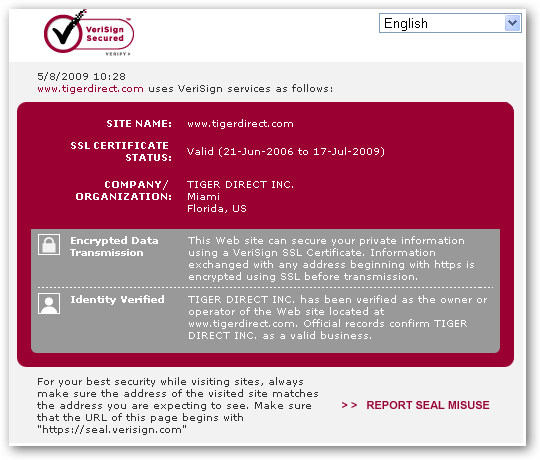 VeriSign
Secured
VERIFY
English
5/8/2009 10:28
www.tigerdirect.com uses VeriSign services as follows:
SITE NAME: www.tigerdirect.com
SSL CERTIFICATE STATUS: Valid (21-Jun-2006 to 17-Jul-2009)
COMPANY/ ORGANIZATION: TIGER DIRECT INC.
Miami
Florida, US
Encrypted Data
Transmission
This Web site can secure your private information
using a VeriSign SSL Certificate. Information
exchanged with any address beginning with https is
encrypted using SSL before transmission.
Identity Verified
TIGER DIRECT INC. has been verified as the owner or
operator of the Web site located at
www.tigerdirect.com. Official records confirm TIGER
DIRECT INC. as a valid business.
For your best security while visiting sites, always
make sure the address of the visited site matches
the address you are expecting to see. Make sure
that the URL of this page begins with
"https://seal.verisign.com"
> > REPORT SEAL MISUSE